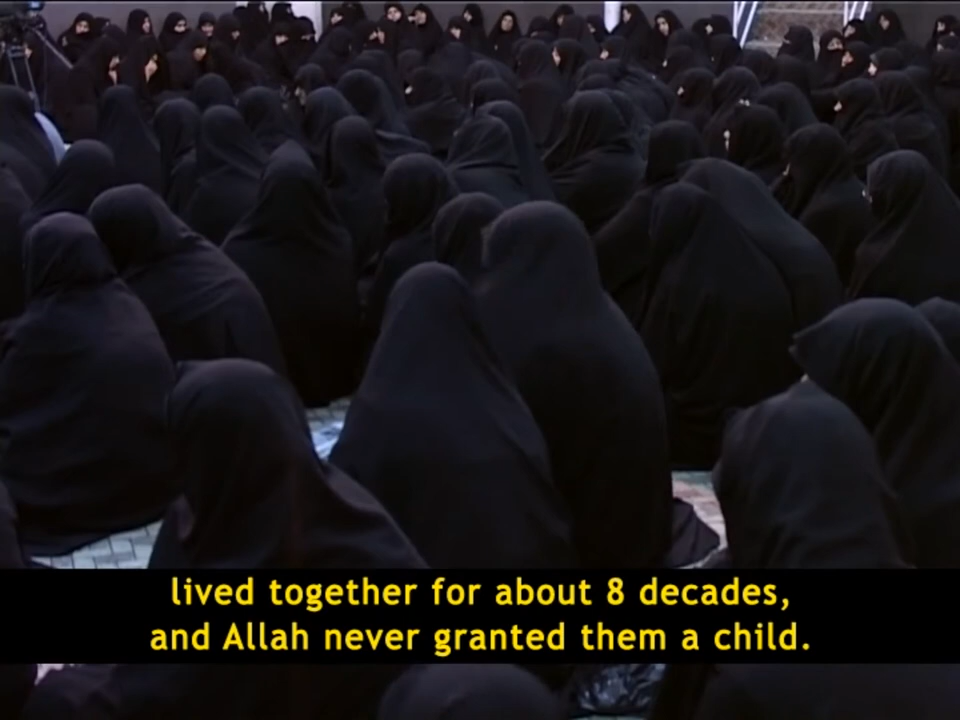 lived together for about 8 decades,
and Allah never granted them a child.